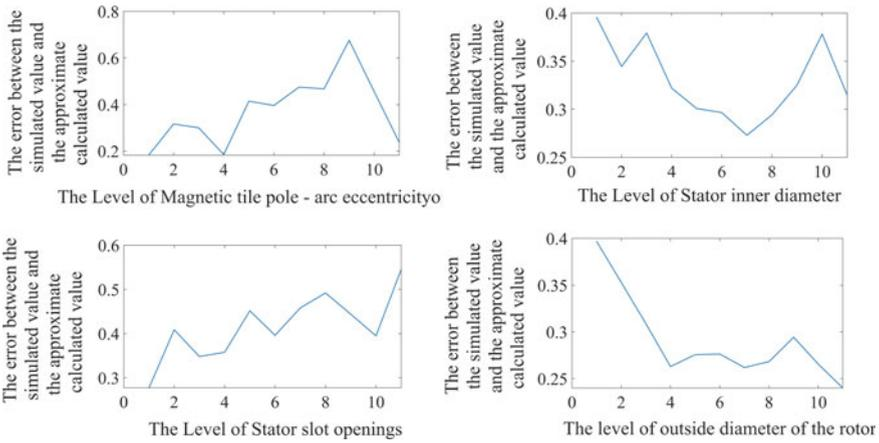 The error between the
simulated value and
the approximate
calculated value
0.8
0.6
0.4
0.2
0 2 4 6 8 10
The Level of Magnetic tile pole - arc eccentricityo
The error between
the simulated value
and the approximate
calculated value
0.4
0.35
0.3
0.25
0 2 4 6 8 10
The Level of Stator inner diameter
The error between the
simulated value and
the approximate
calculated value
0.6
0.5
0.4
0.3
0 2 4 6 8 10
The Level of Stator slot openings
The error between
the simulated value
and the approximate
calculated value
0.4
0.35
0.3
0.25
0 2 4 6 8 10
The level of outside diameter of the rotor